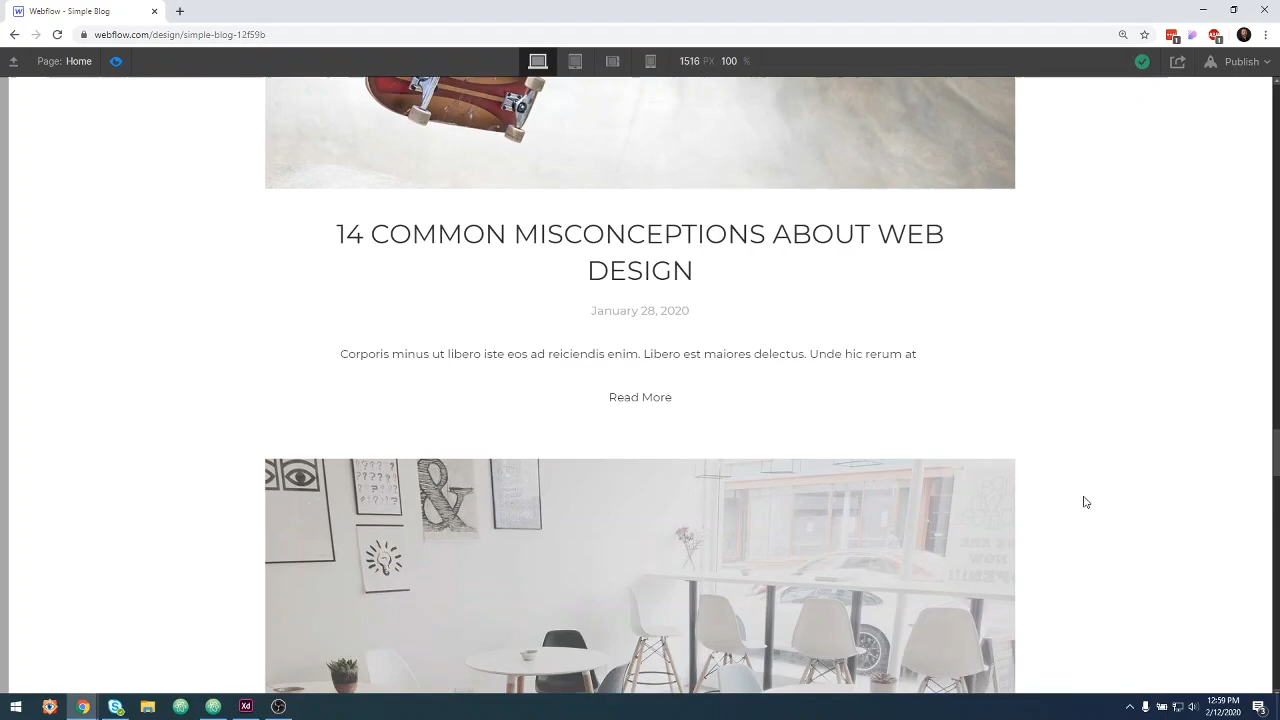 Webflow - Simple Blog
webflow.com/design/simple-blog-12f59b
Page: Home
1516 PX 100 %
Publish
14 COMMON MISCONCEPTIONS ABOUT WEB
DESIGN
January 28, 2020
Corporis minus ut libero iste eos ad reiciendis enim. Libero est maiores delectus. Unde hic rerum at
Read More
&
12:59 PM
2/12/2020